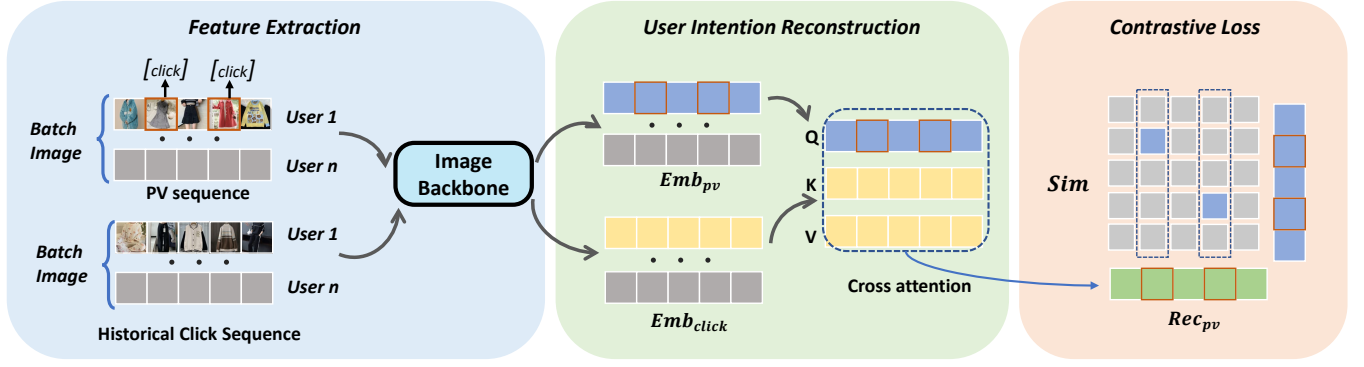 Feature Extraction
[click]
[click]
Batch
Image
User 1
User n
PV sequence
Batch
Image
User 1
User n
Historical Click Sequence
Image
Backbone
User Intention Reconstruction
Emb_pv
Emb_click
Q
K
V
Cross attention
Contrastive Loss
Sim
Rec_pv